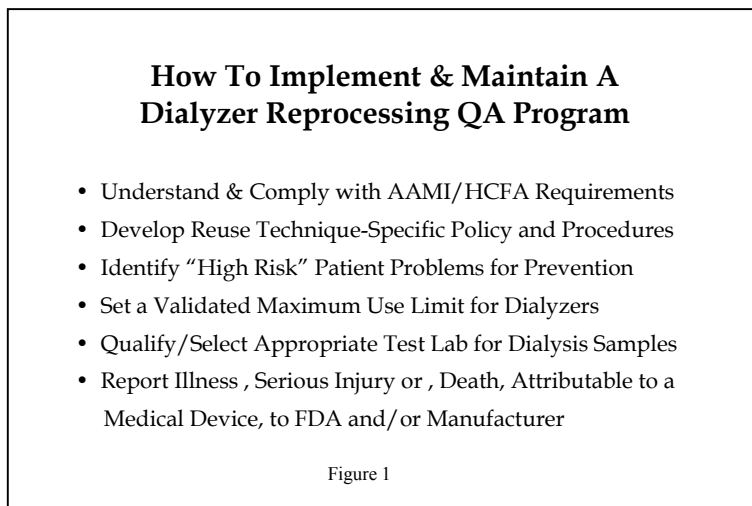 How To Implement & Maintain A
Dialyzer Reprocessing QA Program
• Understand & Comply with AAMI/HCFA Requirements
• Develop Reuse Technique-Specific Policy and Procedures
• Identify “High Risk” Patient Problems for Prevention
• Set a Validated Maximum Use Limit for Dialyzers
• Qualify/Select Appropriate Test Lab for Dialysis Samples
• Report Illness , Serious Injury or , Death, Attributable to a
Medical Device, to FDA and/or Manufacturer
Figure 1